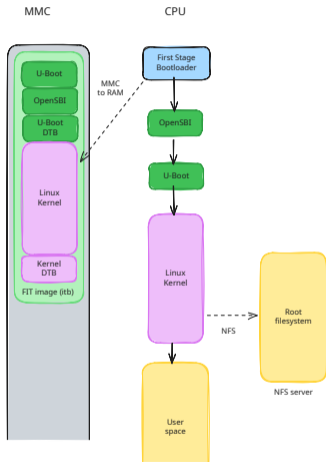 MMC
CPU
First Stage
Bootloader
MMC
to RAM
U-Boot
OpenSBI
U-Boot
DTB
Linux
Kernel
Kernel
DTB
FIT image (itb)
OpenSBI
U-Boot
Linux
Kernel
NFS
Root
filesystem
NFS server
User
space